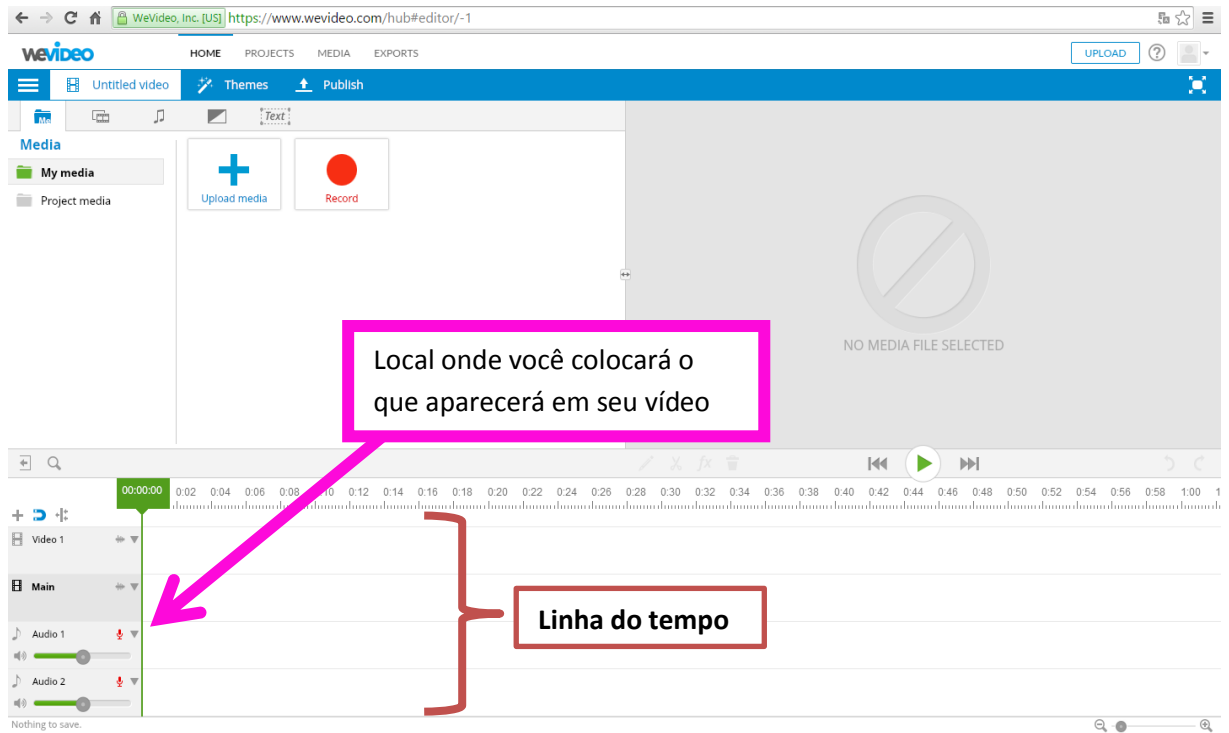 WeVideo, Inc. [US] https://www.wevideo.com/hub#editor/-1
WEVIDEO HOME PROJECTS MEDIA EXPORTS UPLOAD ?
Untitled video Themes Publish
Me Text
Media
My media
Project media
Upload media Record
NO MEDIA FILE SELECTED
Local onde você colocará o
que aparecerá em seu vídeo
fx
00:00:00 0:02 0:04 0:06 0:08 0:10 0:12 0:14 0:16 0:18 0:20 0:22 0:24 0:26 0:28 0:30 0:32 0:34 0:36 0:38 0:40 0:42 0:44 0:46 0:48 0:50 0:52 0:54 0:56 0:58 1:00 1
Video 1
Main
Linha do tempo
Audio 1
Audio 2
Nothing to save.